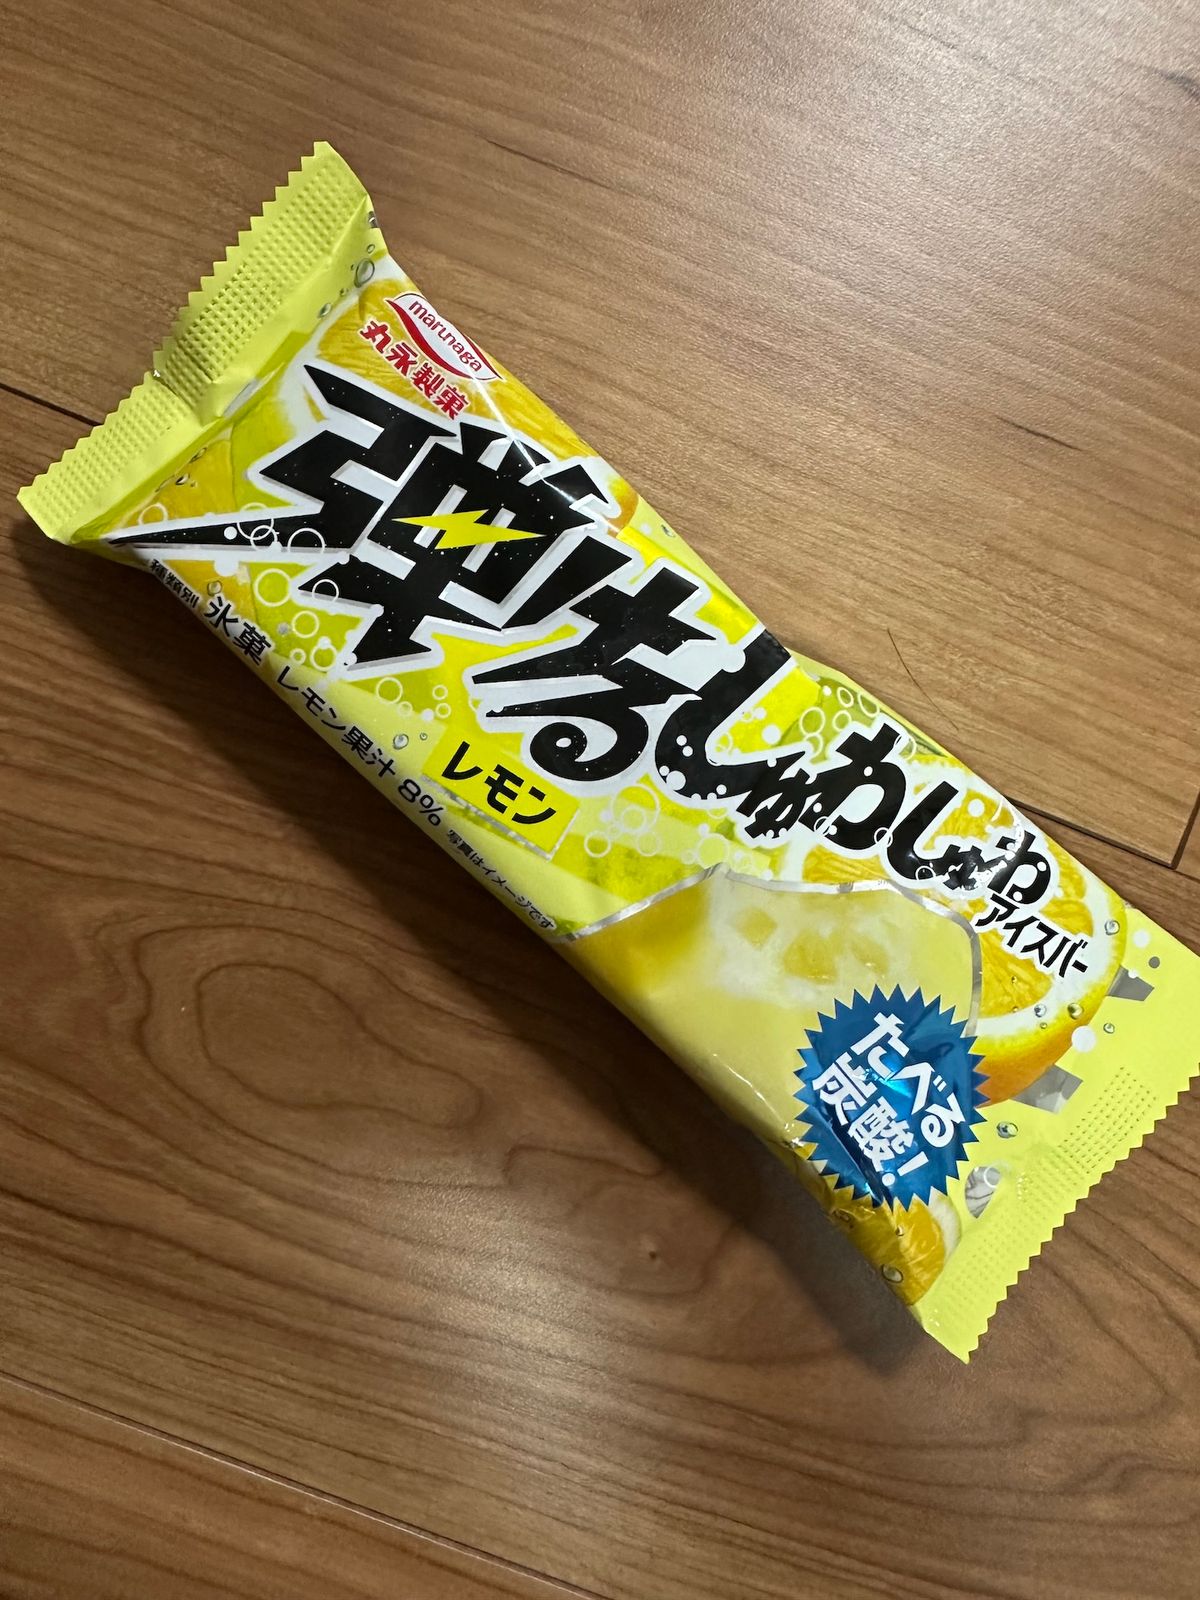 marunaga
丸永製菓
弾けるしゅわしゅわ
アイスバー
レモン
種類別 氷菓 レモン果汁 8%
写真はイメージです
たべる
炭酸!